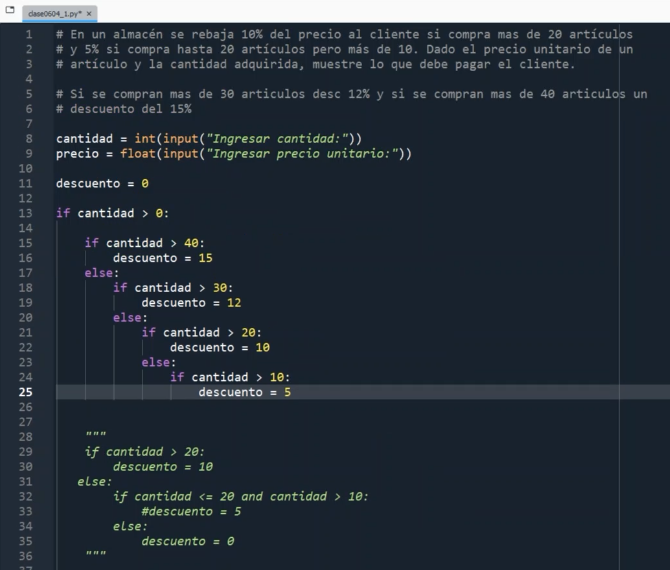 clase0604_1.py*
1 # En un almacén se rebaja 10% del precio al cliente si compra mas de 20 artículos
2 # y 5% si compra hasta 20 artículos pero más de 10. Dado el precio unitario de un
3 # artículo y la cantidad adquirida, muestre lo que debe pagar el cliente.
4
5 # Si se compran mas de 30 articulos desc 12% y si se compran mas de 40 articulos un
6 # descuento del 15%
7
8 cantidad = int(input("Ingresar cantidad:"))
9 precio = float(input("Ingresar precio unitario:"))
10
11 descuento = 0
12
13 if cantidad > 0:
14
15     if cantidad > 40:
16         descuento = 15
17     else:
18         if cantidad > 30:
19             descuento = 12
20         else:
21             if cantidad > 20:
22                 descuento = 10
23             else:
24                 if cantidad > 10:
25                     descuento = 5
26
27
28     """
29     if cantidad > 20:
30         descuento = 10
31    else:
32         if cantidad <= 20 and cantidad > 10:
33             #descuento = 5
34         else:
35             descuento = 0
36     """
37